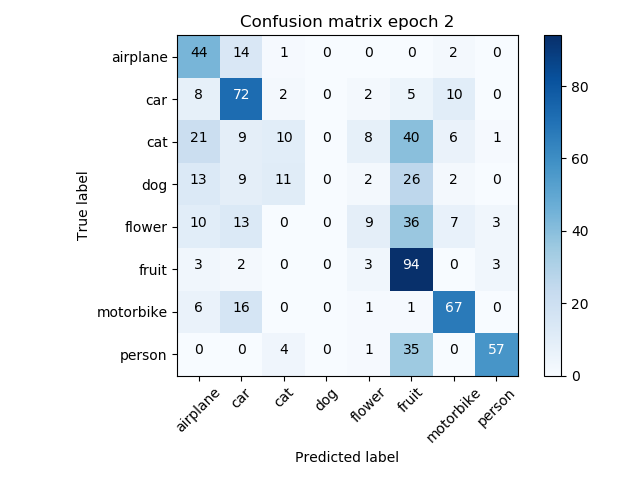 Confusion matrix epoch 2
True label
airplane 44 14 1 0 0 0 2 0
car 8 72 2 0 2 5 10 0
cat 21 9 10 0 8 40 6 1
dog 13 9 11 0 2 26 2 0
flower 10 13 0 0 9 36 7 3
fruit 3 2 0 0 3 94 0 3
motorbike 6 16 0 0 1 1 67 0
person 0 0 4 0 1 35 0 57
airplane car cat dog flower fruit motorbike person
Predicted label
80
60
40
20
0